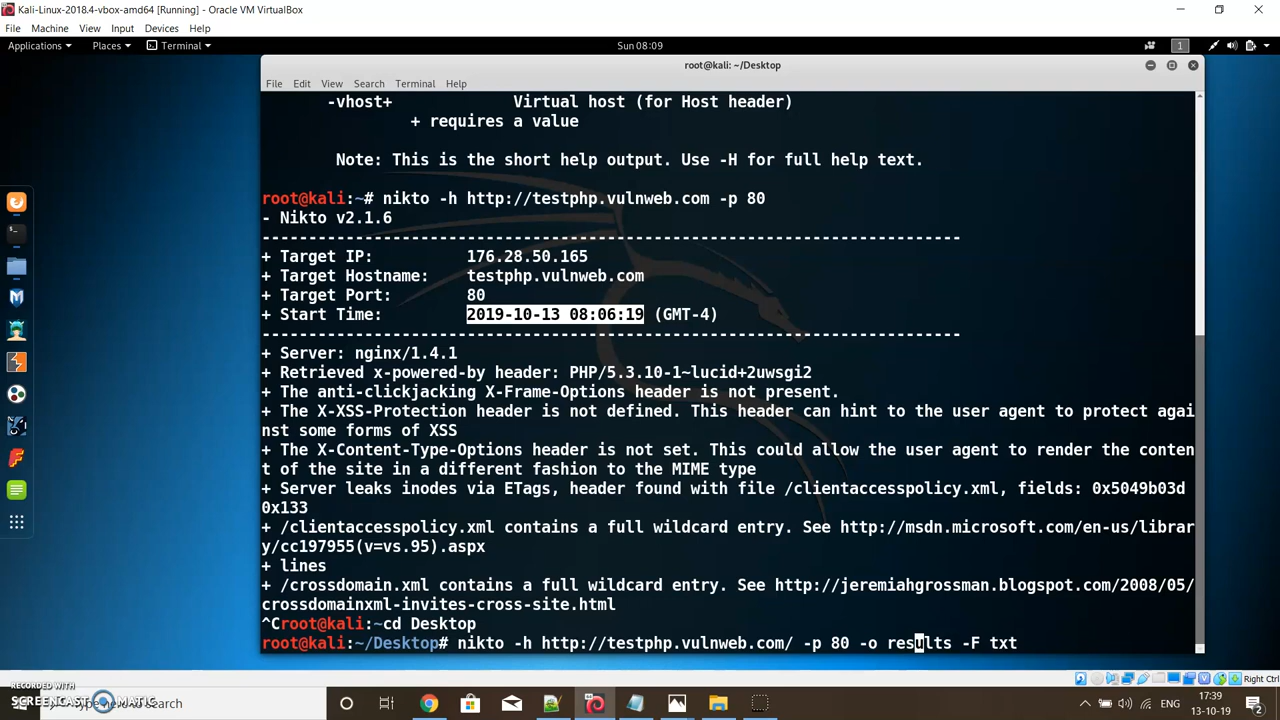 Kali-Linux-2018.4-vbox-amd64 [Running] - Oracle VM VirtualBox
File Machine View Input Devices Help
Applications Places Terminal Sun 08:09 1
root@kali: ~/Desktop
File Edit View Search Terminal Help
-vhost+ Virtual host (for Host header)
+ requires a value
Note: This is the short help output. Use -H for full help text.
root@kali:~# nikto -h http://testphp.vulnweb.com -p 80
- Nikto v2.1.6
---------------------------------------------------------------------------
+ Target IP: 176.28.50.165
+ Target Hostname: testphp.vulnweb.com
+ Target Port: 80
+ Start Time: 2019-10-13 08:06:19 (GMT-4)
---------------------------------------------------------------------------
+ Server: nginx/1.4.1
+ Retrieved x-powered-by header: PHP/5.3.10-1~lucid+2uwsgi2
+ The anti-clickjacking X-Frame-Options header is not present.
+ The X-XSS-Protection header is not defined. This header can hint to the user agent to protect agai
nst some forms of XSS
+ The X-Content-Type-Options header is not set. This could allow the user agent to render the conten
t of the site in a different fashion to the MIME type
+ Server leaks inodes via ETags, header found with file /clientaccesspolicy.xml, fields: 0x5049b03d
0x133
+ /clientaccesspolicy.xml contains a full wildcard entry. See http://msdn.microsoft.com/en-us/librar
y/cc197955(v=vs.95).aspx
+ lines
+ /crossdomain.xml contains a full wildcard entry. See http://jeremiahgrossman.blogspot.com/2008/05/
crossdomainxml-invites-cross-site.html
^Croot@kali:~cd Desktop
root@kali:~/Desktop# nikto -h http://testphp.vulnweb.com/ -p 80 -o results -F txt
Right Ctrl
RECORDED WITH
SCREENCAST MATIC
here to search
ENG
17:39
13-10-19
2